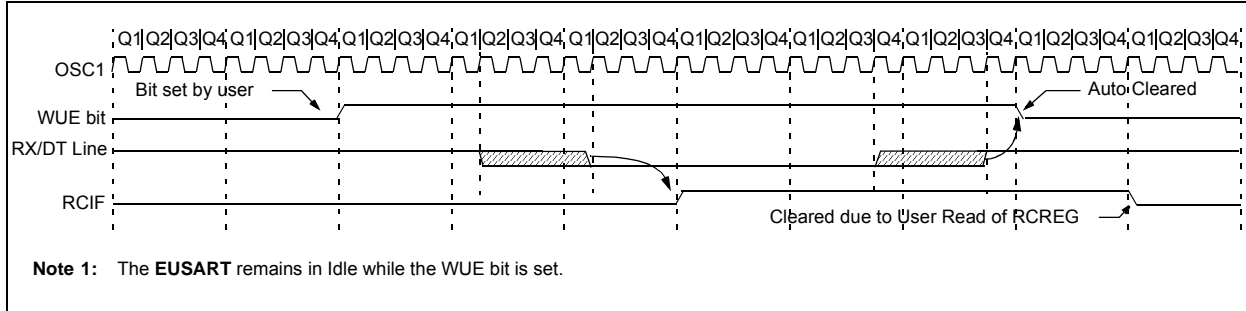 Q1 Q2 Q3 Q4 Q1 Q2 Q3 Q4 Q1 Q2 Q3 Q4 Q1 Q2 Q3 Q4 Q1 Q2 Q3 Q4 Q1 Q2 Q3 Q4 Q1 Q2 Q3 Q4 Q1 Q2 Q3 Q4 Q1 Q2 Q3 Q4 Q1 Q2 Q3 Q4
OSC1
Bit set by user
Auto Cleared
WUE bit
RX/DT Line
RCIF
Cleared due to User Read of RCREG
Note 1: The EUSART remains in Idle while the WUE bit is set.